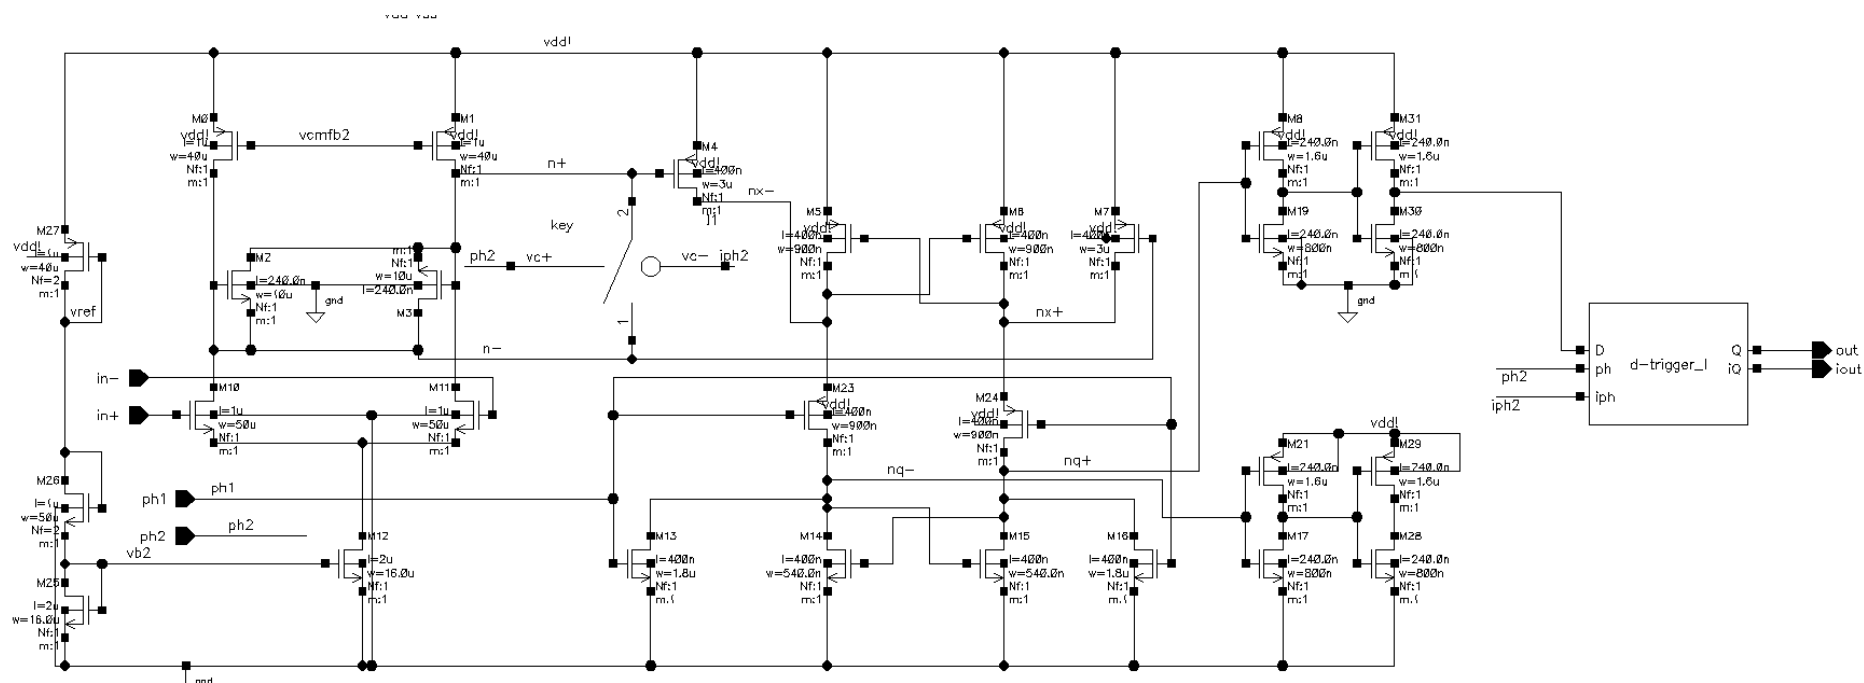 vdd!
M0
vdd!
l=1u
w=40u
Nf:1
m:1
vcmfb2
M1
vdd!
l=1u
w=40u
Nf:1
m:1
n+
M4
vdd!
l=400n
w=3u
Nf:1
m:1
nx-
M27
vdd!
w=40u
Nf=2
m:1
vref
M2
l=240.0n
Nf:1
m:1
m:1
Nf:1
w=10u
l=240.0n
M3
gnd
key
2
1
ph2
vc+
vc-
iph2
M5
vdd!
l=400n
w=900n
Nf:1
m:1
M6
vdd!
l=400n
w=900n
Nf:1
m:1
M7
vdd!
w=3u
Nf:1
m:1
nx+
n-
M8
vdd!
l=240.0n
w=1.6u
Nf:1
m:1
M31
vdd!
l=240.0n
w=1.6u
Nf:1
m:1
M19
l=240.0n
w=800n
Nf:1
m:1
M30
l=240.0n
w=800n
Nf:1
gnd
in-
in+
M10
l=1u
w=50u
Nf:1
m:1
M11
l=1u
w=50u
Nf:1
m:1
M23
vdd!
l=400n
w=900n
Nf:1
m:1
M24
vdd!
l=400n
w=900n
Nf:1
m:1
nq-
nq+
D
ph
iph
d-trigger_l
Q
iQ
out
iout
ph2
iph2
vdd!
M21
l=240.0n
w=1.6u
Nf:1
m:1
M29
l=240.0n
w=1.6u
Nf:1
m:1
M26
w=50u
Nf=2
m:1
ph1
ph1
ph2
ph2
vb2
M25
l=2u
w=16.0u
Nf:1
m:1
M12
l=2u
w=16.0u
Nf:1
m:1
M13
l=400n
w=1.8u
Nf:1
M14
l=400n
w=540.0n
Nf:1
m:1
M15
l=400n
w=540.0n
Nf:1
m:1
M16
l=400n
w=1.8u
Nf:1
M17
l=240.0n
w=800n
Nf:1
m:1
M28
l=240.0n
w=800n
Nf:1
gnd